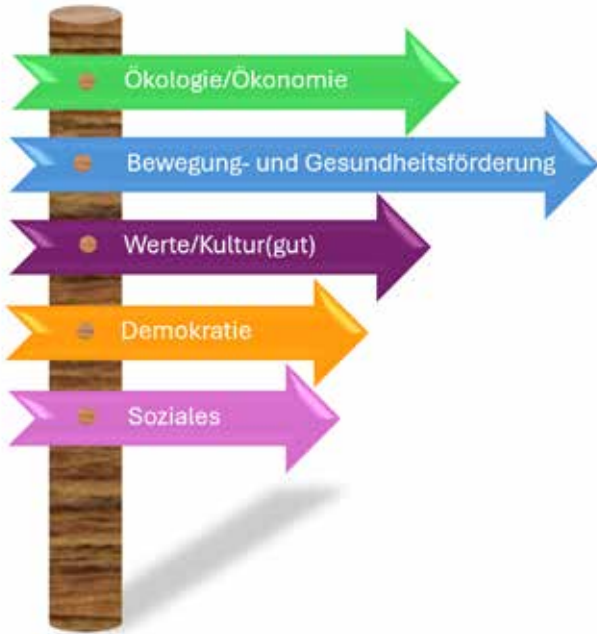 Ökologie/Ökonomie
Bewegung- und Gesundheitsförderung
Werte/Kultur(gut)
Demokratie
Soziales